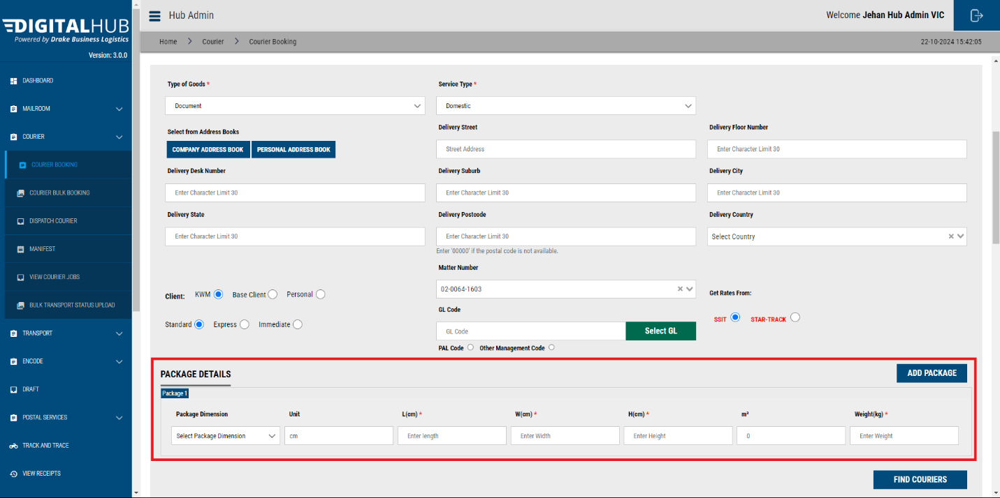 DIGITALHUB
Powered by Drake Business Logistics
Version: 3.0.0
DASHBOARD
MAILROOM
COURIER
COURIER BOOKING
COURIER BULK BOOKING
DISPATCH COURIER
MANIFEST
VIEW COURIER JOBS
BULK TRANSPORT STATUS UPLOAD
TRANSPORT
ENCODE
DRAFT
POSTAL SERVICES
TRACK AND TRACE
VIEW RECEIPTS
Hub Admin
Welcome Jehan Hub Admin VIC
Home > Courier > Courier Booking
22-10-2024 15:42:05
Type of Goods *
Service Type *
Document
Domestic
Select from Address Books
Delivery Street
Delivery Floor Number
COMPANY ADDRESS BOOK
PERSONAL ADDRESS BOOK
Street Address
Enter Character Limit 30
Delivery Desk Number
Delivery Suburb
Delivery City
Enter Character Limit 30
Enter Character Limit 30
Enter Character Limit 30
Delivery State
Delivery Postcode
Delivery Country
Enter Character Limit 30
Enter Character Limit 30
Select Country
Enter '00000' if the postal code is not available.
Matter Number
Client: KWM Base Client Personal
02-0064-1603
Get Rates From:
GL Code
SSIT STAR-TRACK
Standard Express Immediate
GL Code
Select GL
PAL Code Other Management Code
PACKAGE DETAILS
ADD PACKAGE
Package 1
Package Dimension Unit L(cm) * W(cm) * H(cm) * m³ Weight(kg) *
Select Package Dimension cm Enter length Enter Width Enter Height 0 Enter Weight
FIND COURIERS